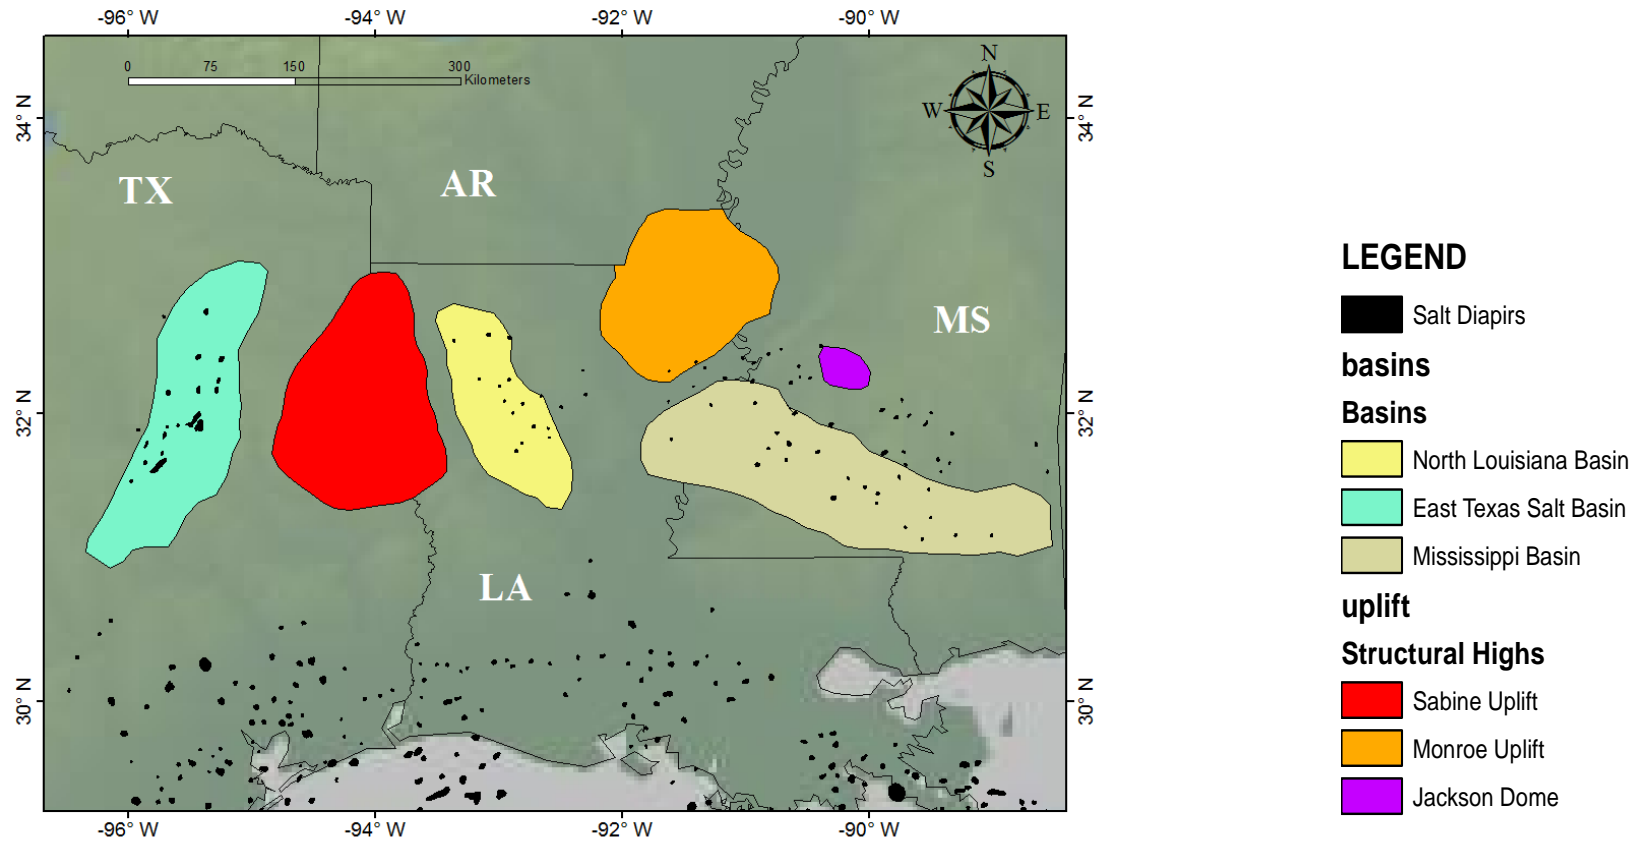 -96° W -94° W -92° W -90° W
0 75 150 300
Kilometers
N
W E
S
34° N 34° N
TX AR
MS
32° N 32° N
LA
30° N 30° N
-96° W -94° W -92° W -90° W
LEGEND
Salt Diapirs
basins
Basins
North Louisiana Basin
East Texas Salt Basin
Mississippi Basin
uplift
Structural Highs
Sabine Uplift
Monroe Uplift
Jackson Dome